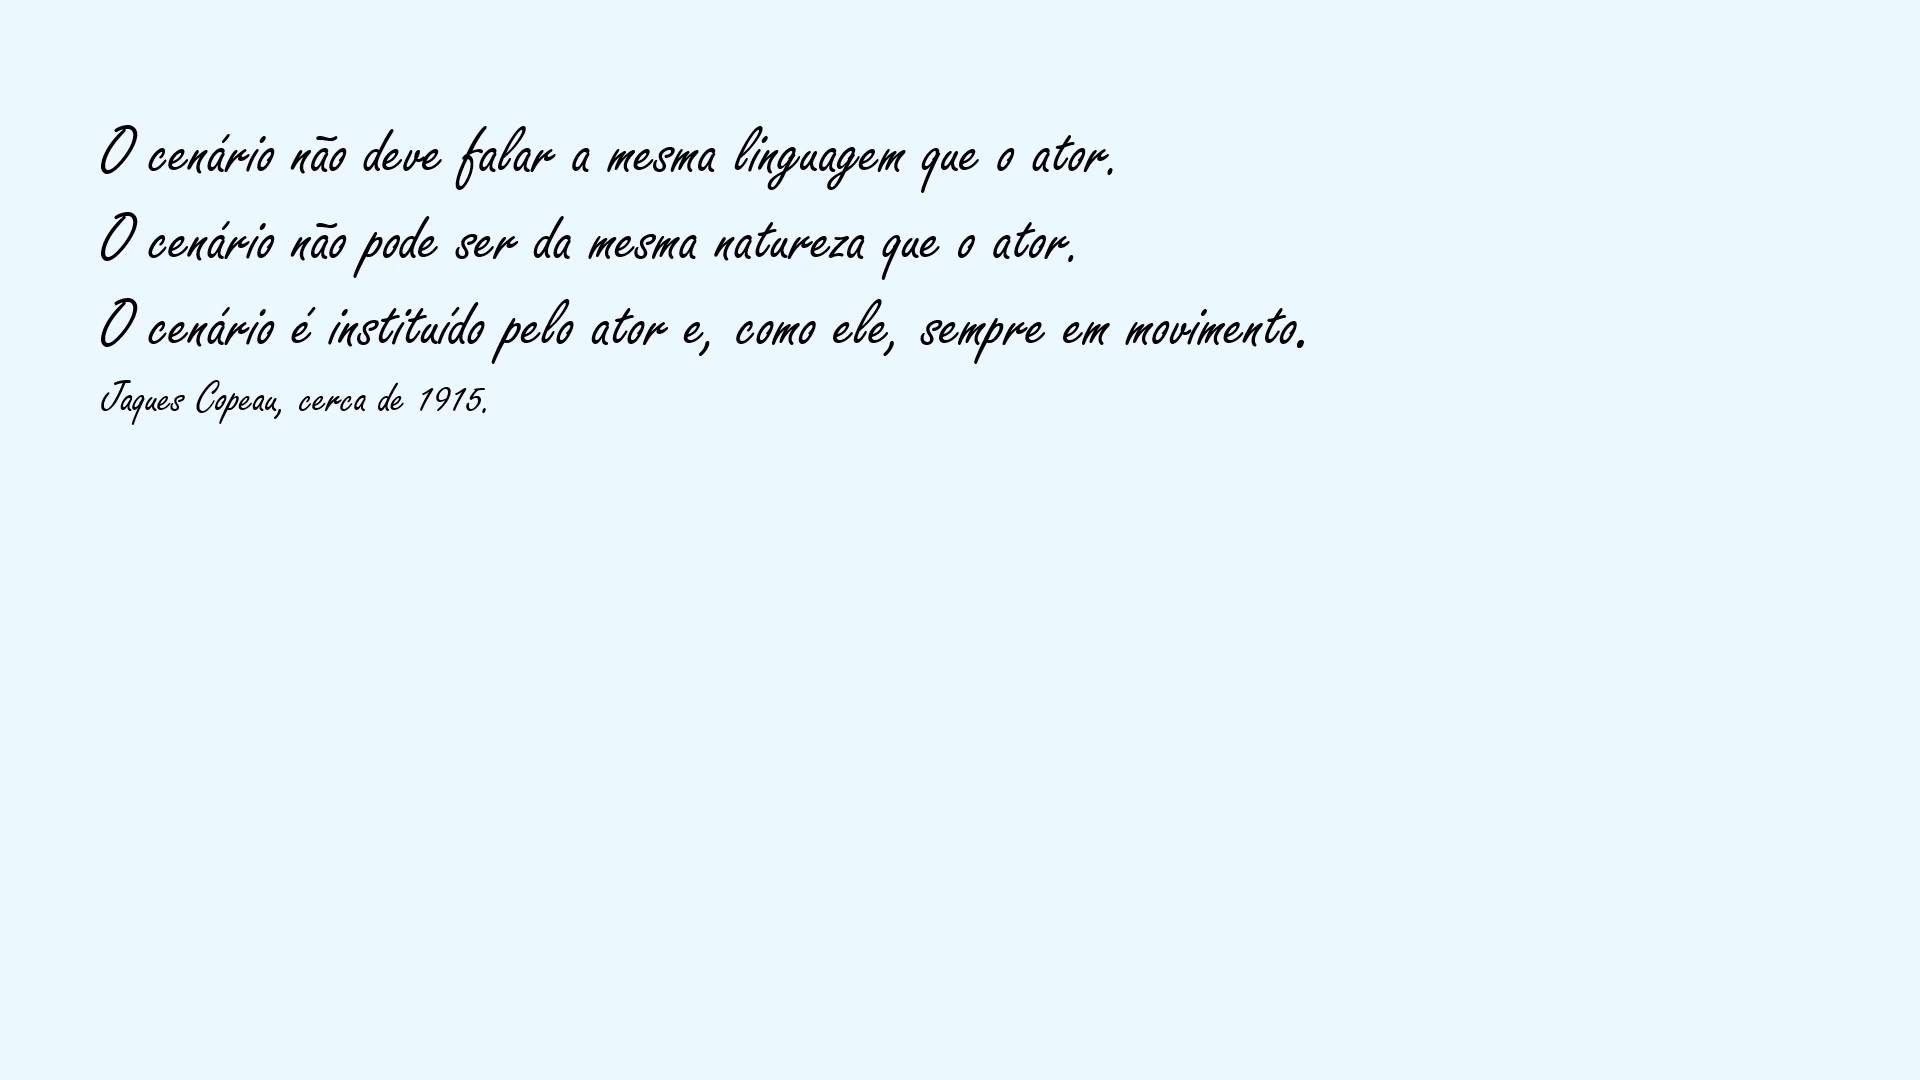 O cenário não deve falar a mesma linguagem que o ator.
O cenário não pode ser da mesma natureza que o ator.
O cenário é instituído pelo ator e, como ele, sempre em movimento.
Jaques Copeau, cerca de 1915.